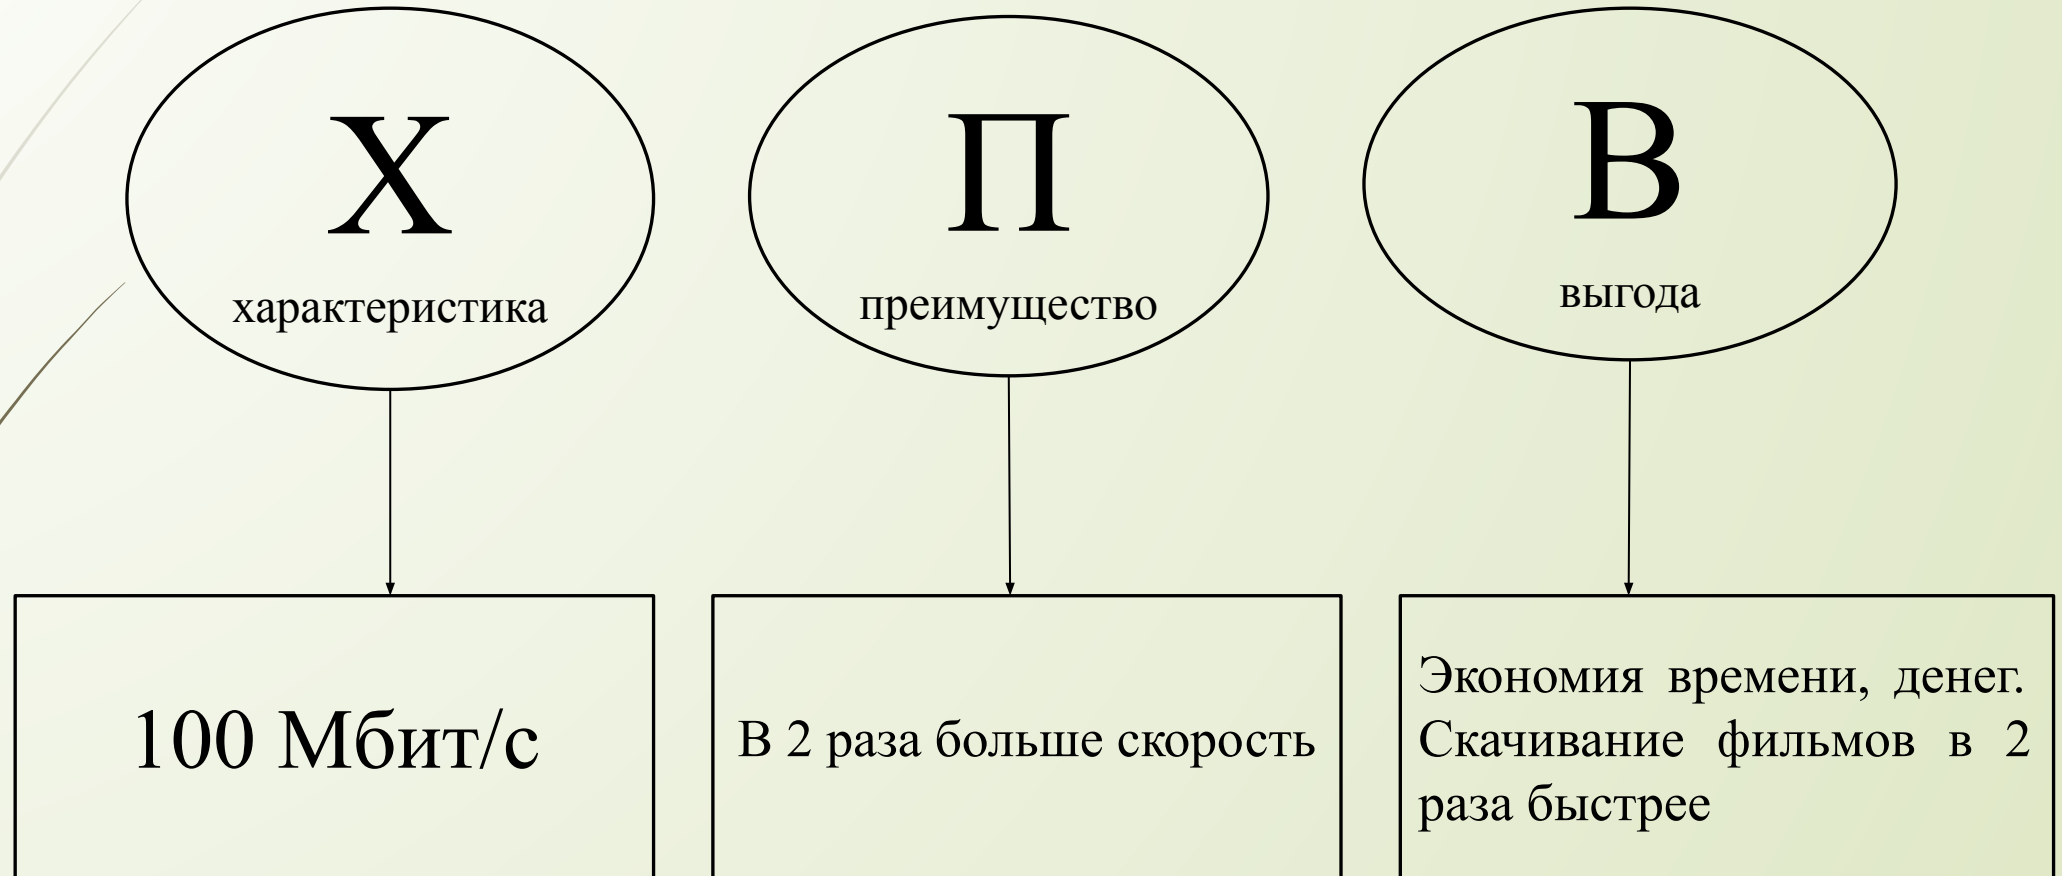 Х
характеристика
П
преимущество
В
выгода
100 Мбит/с
В 2 раза больше скорость
Экономия времени, денег.
Скачивание фильмов в 2
раза быстрее